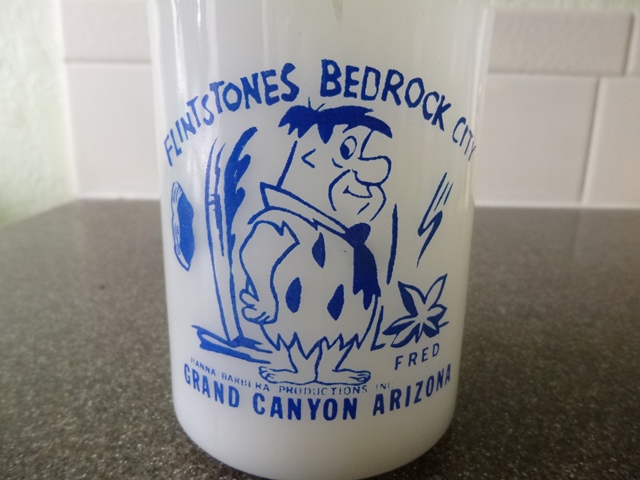 FLINTSTONES BEDROCK CITY
FRED
HANNA BARBERA PRODUCTIONS INC
GRAND CANYON ARIZONA